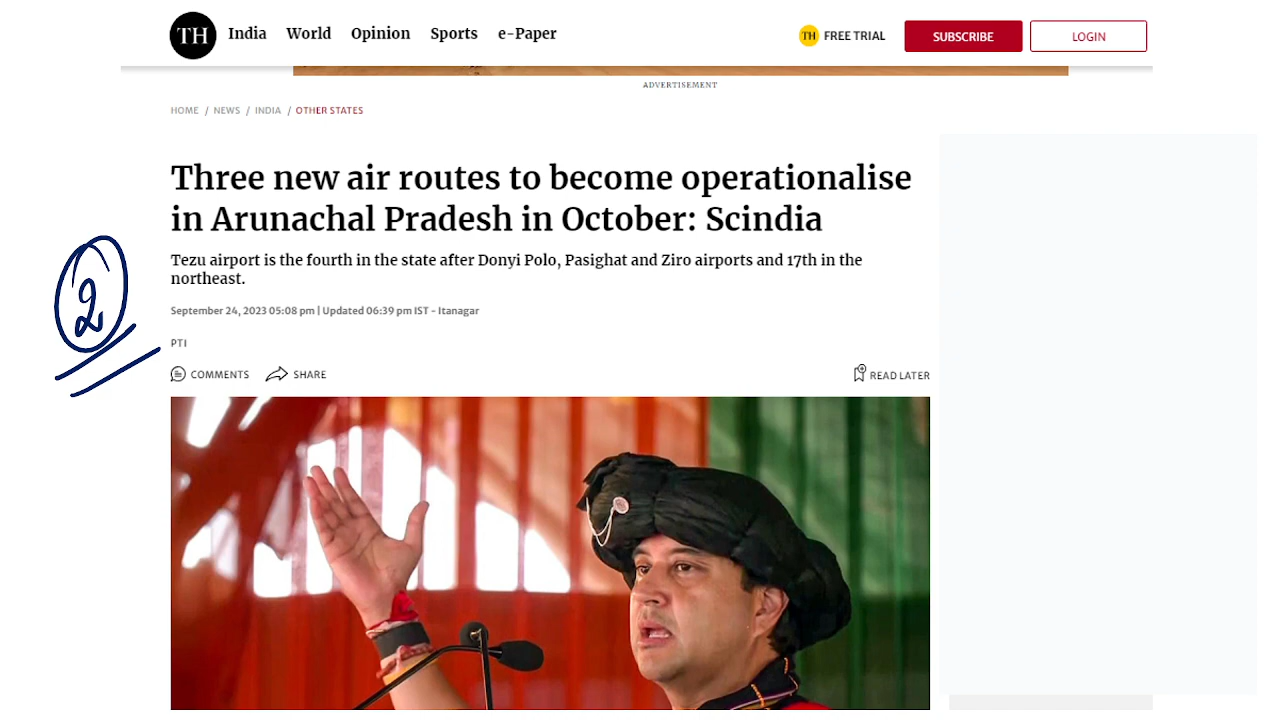 TH India World Opinion Sports e-Paper TH FREE TRIAL SUBSCRIBE LOGIN
ADVERTISEMENT
HOME / NEWS / INDIA / OTHER STATES
Three new air routes to become operationalise
in Arunachal Pradesh in October: Scindia
Tezu airport is the fourth in the state after Donyi Polo, Pasighat and Ziro airports and 17th in the
northeast.
September 24, 2023 05:08 pm | Updated 06:39 pm IST - Itanagar
2
PTI
COMMENTS SHARE READ LATER